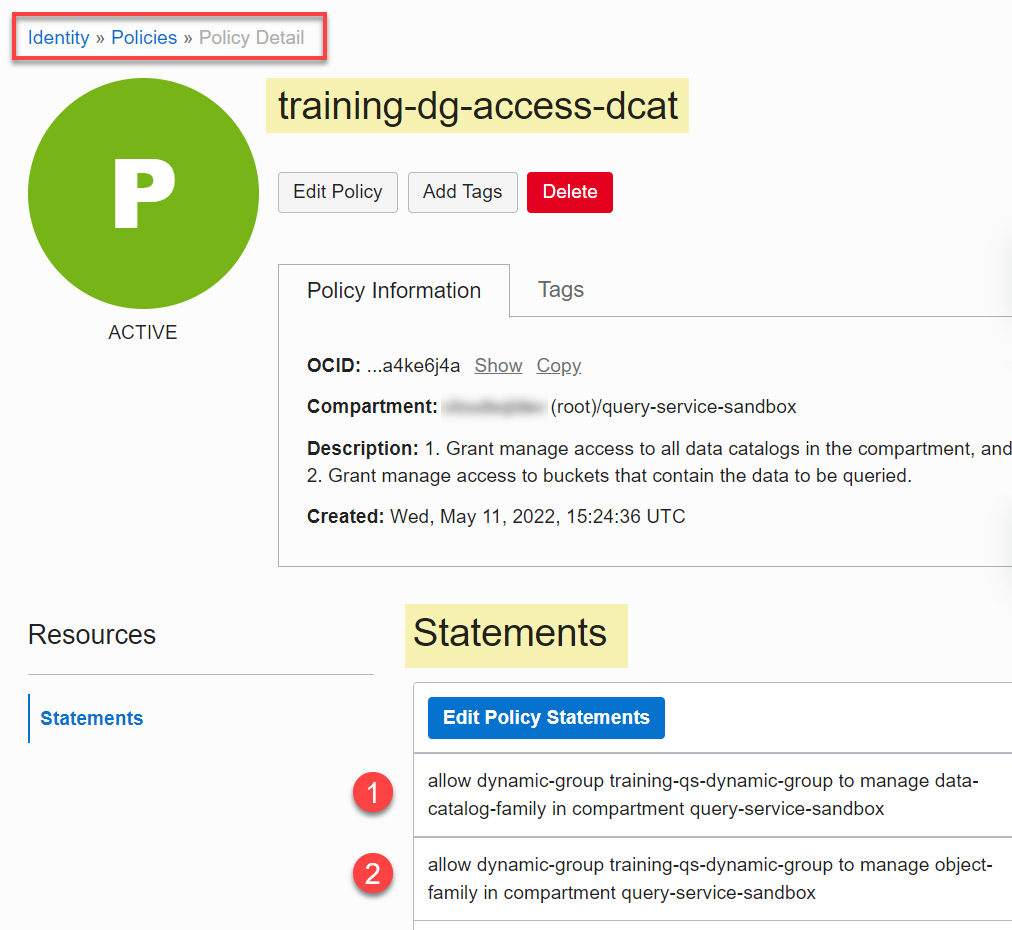 Identity » Policies » Policy Detail
training-dg-access-dcat
P
Edit Policy Add Tags Delete
ACTIVE
Policy Information Tags
OCID: ...a4ke6j4a Show Copy
Compartment: (root)/query-service-sandbox
Description: 1. Grant manage access to all data catalogs in the compartment, and
2. Grant manage access to buckets that contain the data to be queried.
Created: Wed, May 11, 2022, 15:24:36 UTC
Resources
Statements
Statements
Edit Policy Statements
1
allow dynamic-group training-qs-dynamic-group to manage data-
catalog-family in compartment query-service-sandbox
2
allow dynamic-group training-qs-dynamic-group to manage object-
family in compartment query-service-sandbox